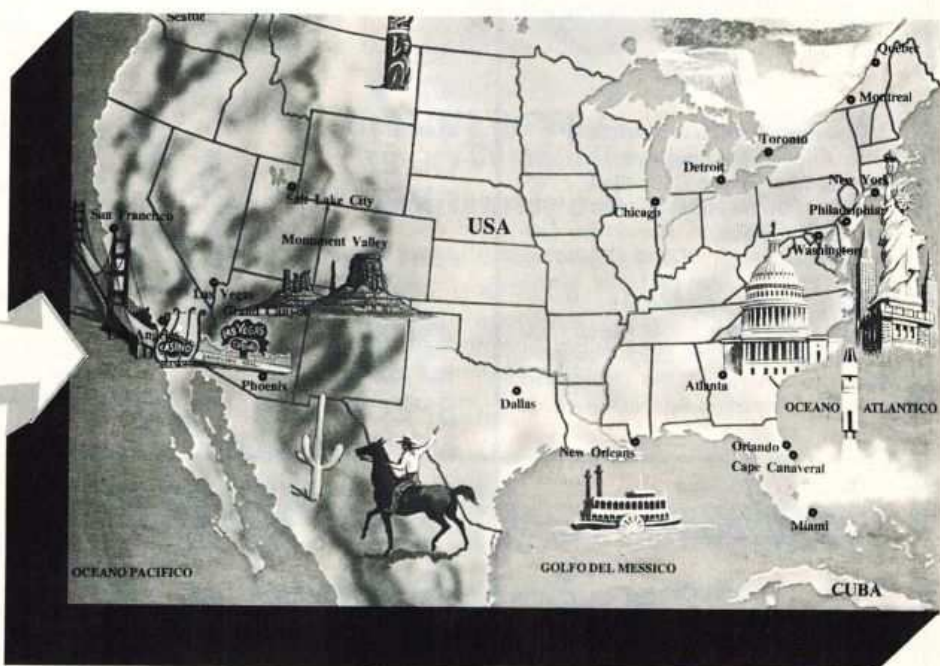 Seattle
Quebec
Montreal
Toronto
Detroit
New York
Chicago
Philadelphia
Salt Lake City
San Francisco
USA
Washington
Monument Valley
Las Vegas
Grand
CASINO
LAS VEGAS
Phoenix
Atlanta
Dallas
OCEANO ATLANTICO
New Orleans
Orlando
Cape Canaveral
Miami
OCEANO PACIFICO
GOLFO DEL MESSICO
CUBA